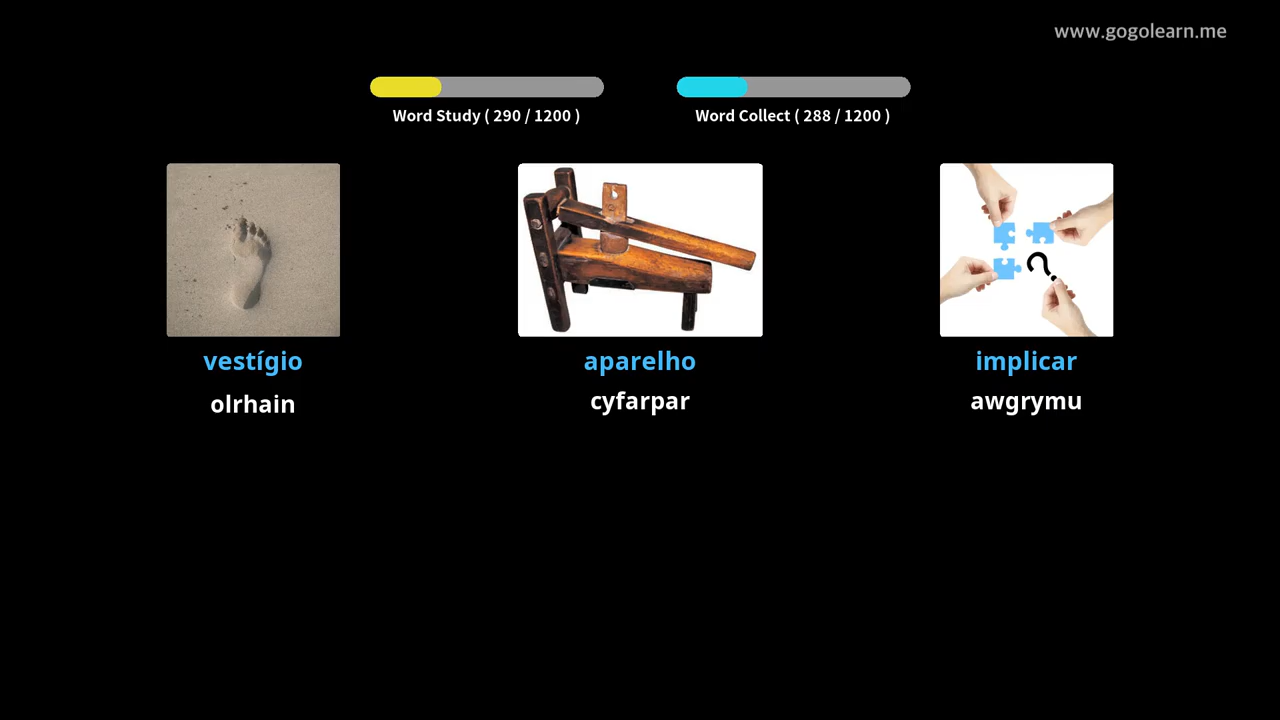 www.gogolearn.me
Word Study ( 290 / 1200 )
Word Collect ( 288 / 1200 )
vestígio
aparelho
implicar
olrhain
cyfarpar
awgrymu